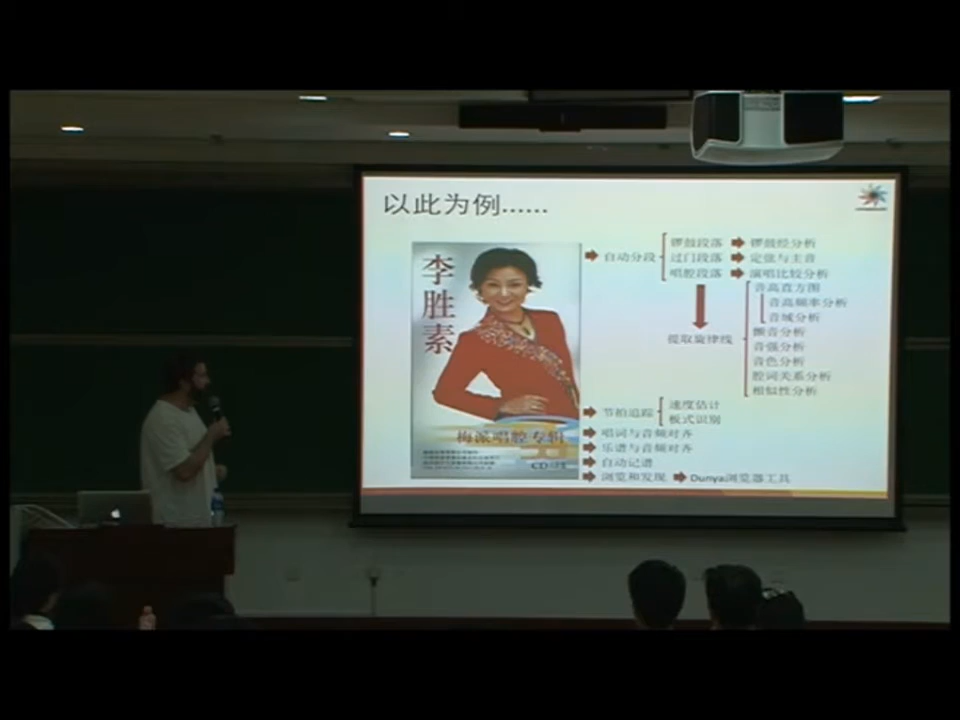 以此为例......
李胜素
梅派唱腔专辑
CD
自动分段
锣鼓段落 锣鼓经分析
过门段落 定弦与主音
唱腔段落 演唱比较分析
提取旋律线
音高直方图
音高频率分析
音域分析
颤音分析
音强分析
音色分析
腔词关系分析
相似性分析
节拍追踪
速度估计
板式识别
唱词与音频对齐
乐谱与音频对齐
自动记谱
浏览和发现 Dunya浏览器工具